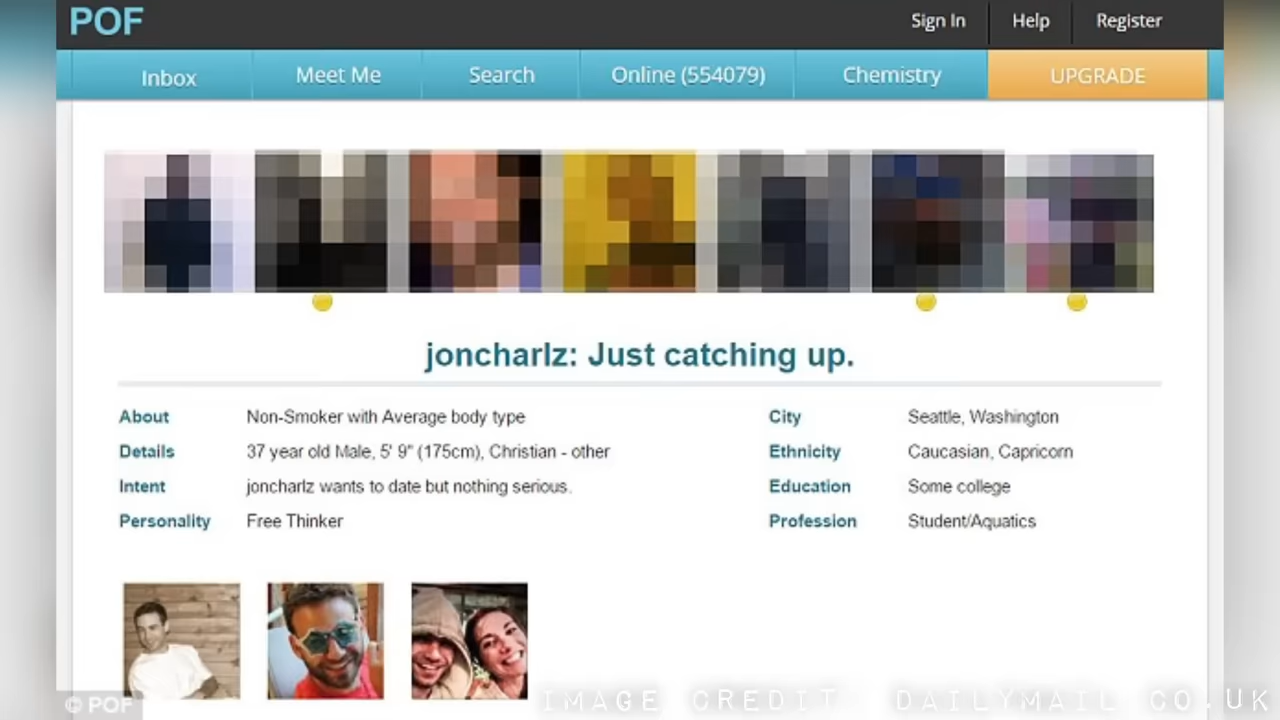 POF
Sign In Help Register
Inbox Meet Me Search Online (554079) Chemistry UPGRADE
joncharlz: Just catching up.
About Non-Smoker with Average body type City Seattle, Washington
Details 37 year old Male, 5' 9" (175cm), Christian - other Ethnicity Caucasian, Capricorn
Intent joncharlz wants to date but nothing serious. Education Some college
Personality Free Thinker Profession Student/Aquatics
© POF
IMAGE CREDIT: DAILYMAIL.CO.UK